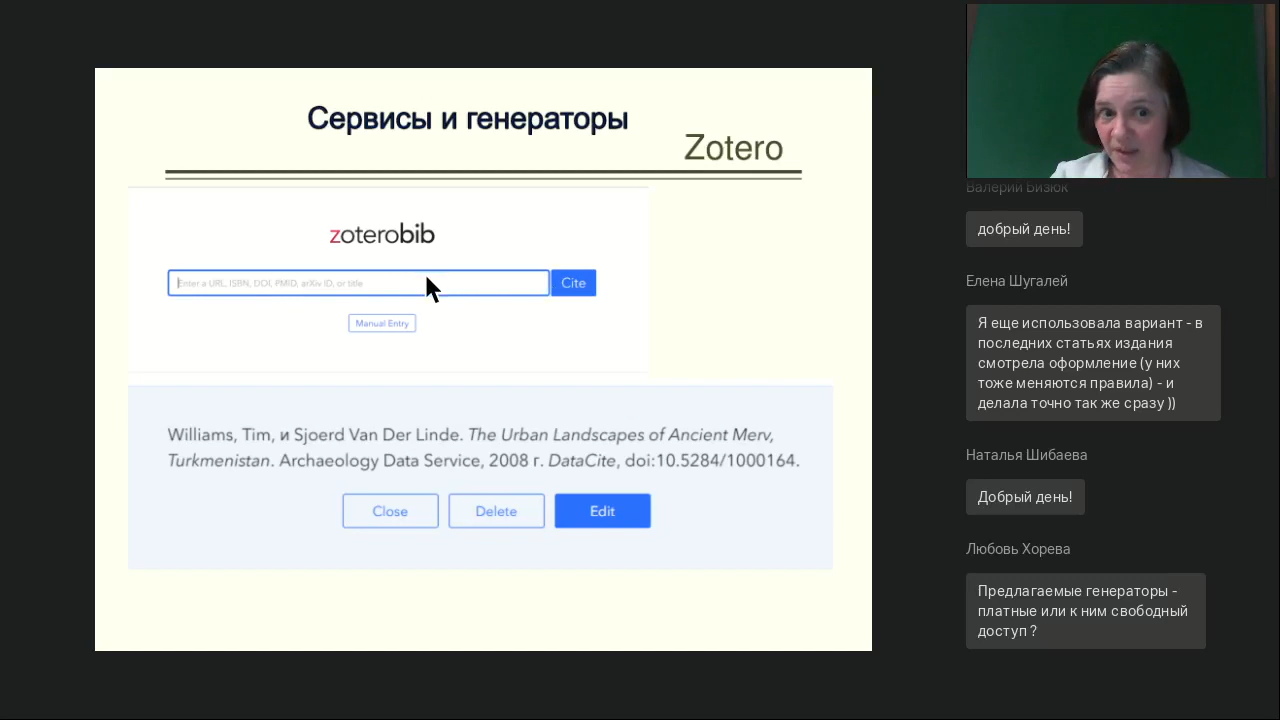 Сервисы и генераторы
Zotero
zoterobib
Enter a URL, ISBN, DOI, PMID, arXiv ID, or title
Cite
Manual Entry
Williams, Tim, и Sjoerd Van Der Linde. The Urban Landscapes of Ancient Merv,
Turkmenistan. Archaeology Data Service, 2008 г. DataCite, doi:10.5284/1000164.
Close
Delete
Edit
Валерий Бизюк
добрый день!
Елена Шугалей
Я еще использовала вариант - в
последних статьях издания
смотрела оформление (у них
тоже меняются правила) - и
делала точно так же сразу ))
Наталья Шибаева
Добрый день!
Любовь Хорева
Предлагаемые генераторы -
платные или к ним свободный
доступ ?